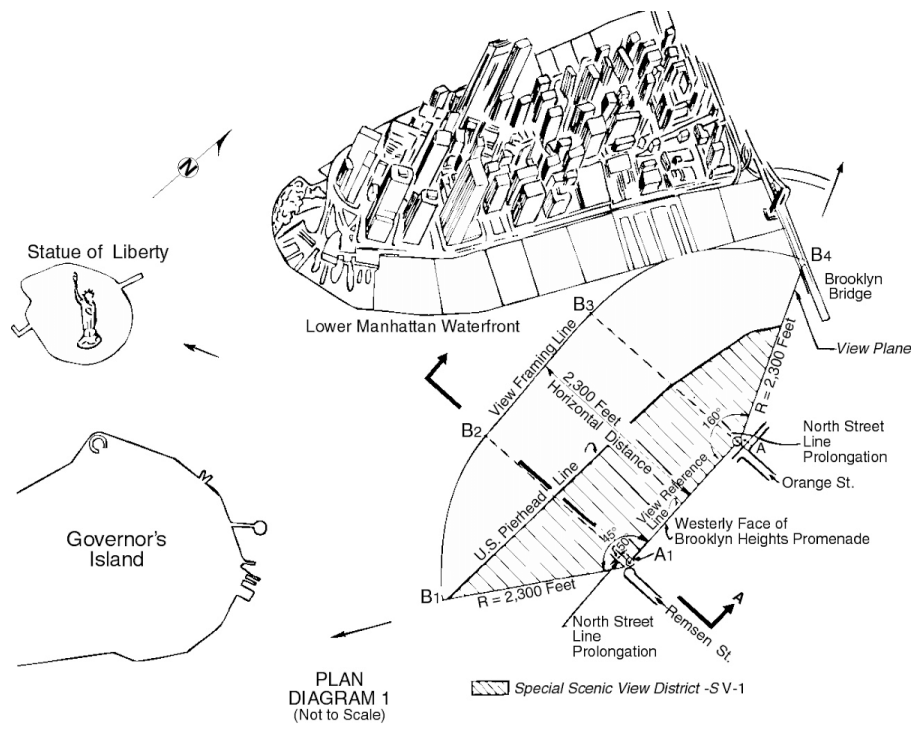 N
Statue of Liberty
B4
Brooklyn
Bridge
B3
Lower Manhattan Waterfront
View Framing Line
View Plane
2,300 Feet
Horizontal Distance
R = 2,300 Feet
160°
B2
A
North Street
Line
Prolongation
Orange St.
U.S. Pierhead Line
View Reference
Line
Westerly Face of
Brooklyn Heights Promenade
Governor's
Island
45°
A1
B1
R = 2,300 Feet
A
Remsen St.
North Street
Line
Prolongation
PLAN
DIAGRAM 1
(Not to Scale)
Special Scenic View District -S V-1